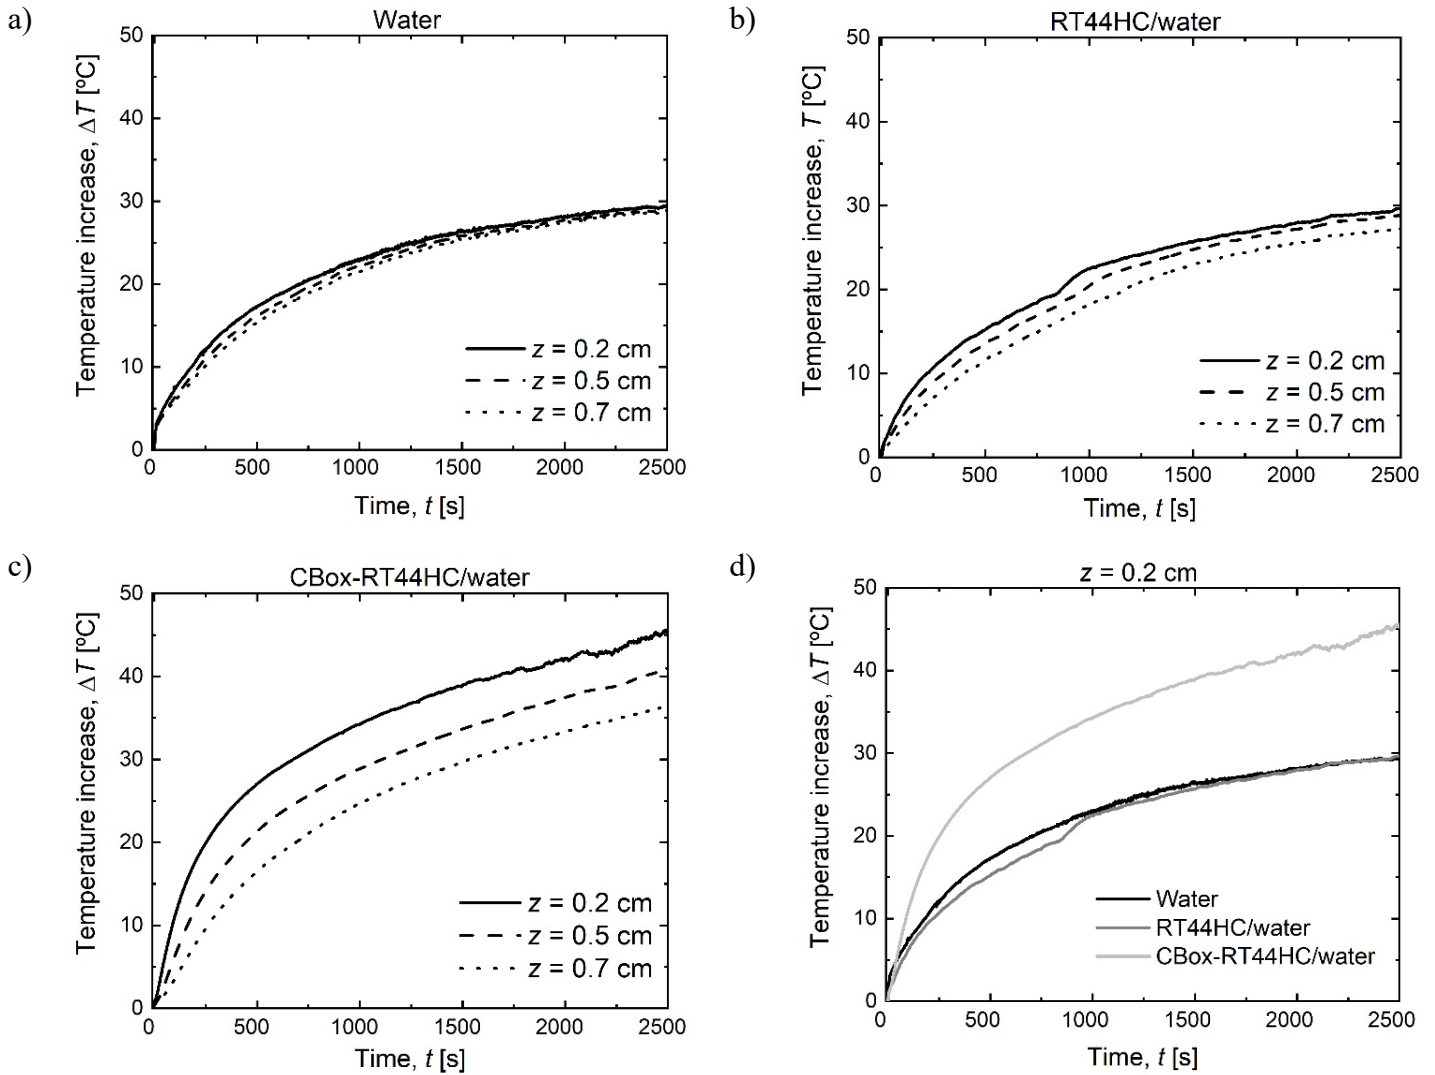 a)
Water
Temperature increase, ΔT [ºC]
50
40
30
20
10
0
z = 0.2 cm
z = 0.5 cm
z = 0.7 cm
0 500 1000 1500 2000 2500
Time, t [s]
b)
RT44HC/water
Temperature increase, T [ºC]
50
40
30
20
10
0
z = 0.2 cm
z = 0.5 cm
z = 0.7 cm
0 500 1000 1500 2000 2500
Time, t [s]
c)
CBox-RT44HC/water
Temperature increase, ΔT [ºC]
50
40
30
20
10
0
z = 0.2 cm
z = 0.5 cm
z = 0.7 cm
0 500 1000 1500 2000 2500
Time, t [s]
d)
z = 0.2 cm
Temperature increase, ΔT [ºC]
50
40
30
20
10
0
Water
RT44HC/water
CBox-RT44HC/water
0 500 1000 1500 2000 2500
Time, t [s]